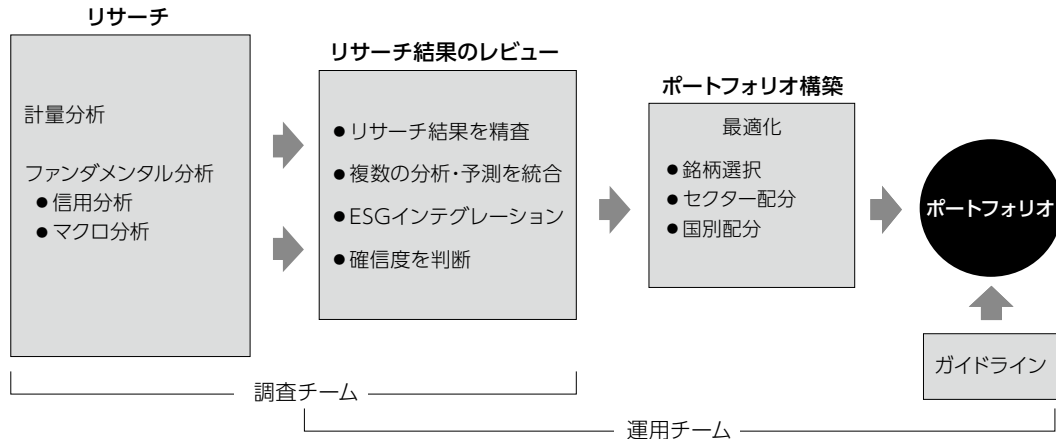 リサーチ
計量分析
ファンダメンタル分析
●信用分析
●マクロ分析
リサーチ結果のレビュー
●リサーチ結果を精査
●複数の分析・予測を統合
●ESGインテグレーション
●確信度を判断
ポートフォリオ構築
最適化
●銘柄選択
●セクター配分
●国別配分
ポートフォリオ
ガイドライン
調査チーム
運用チーム